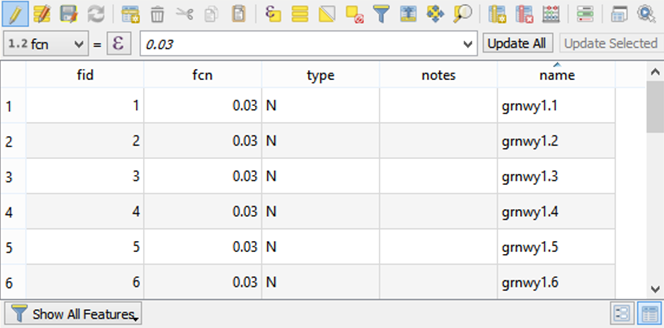 1.2 fcn = ε 0.03 Update All Update Selected
fid fcn type notes name
1 1 0.03 N grnwy1.1
2 2 0.03 N grnwy1.2
3 3 0.03 N grnwy1.3
4 4 0.03 N grnwy1.4
5 5 0.03 N grnwy1.5
6 6 0.03 N grnwy1.6
Show All Features